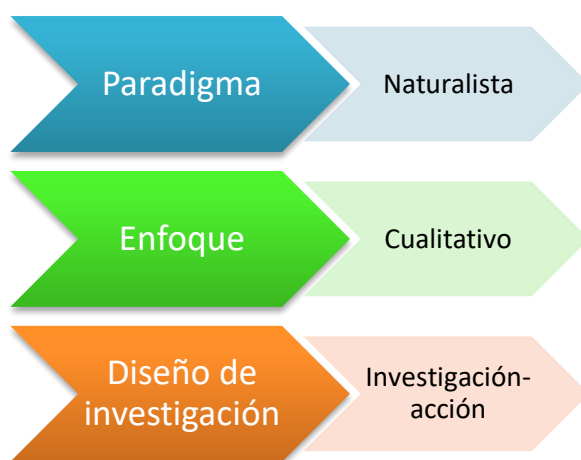 Paradigma
Naturalista
Enfoque
Cualitativo
Diseño de
investigación
Investigación-
acción